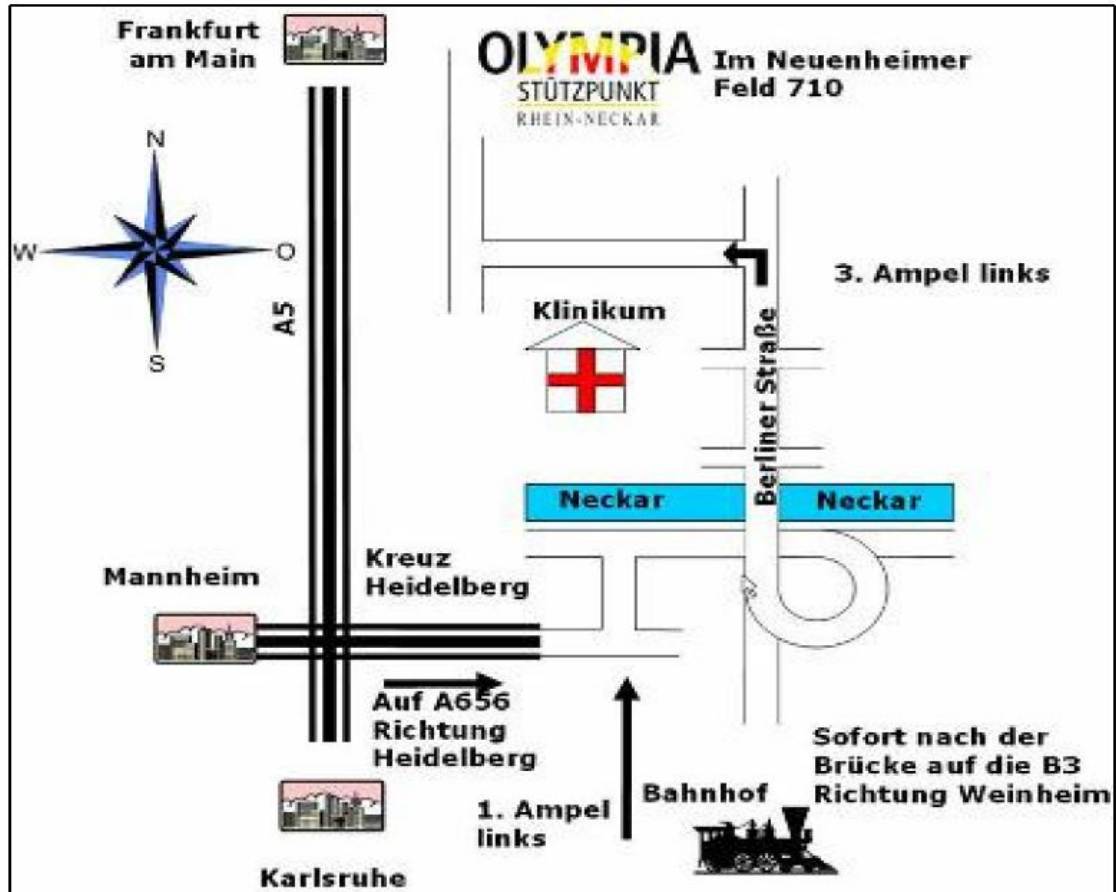 Frankfurt
am Main
OLYMPIA
STÜTZPUNKT
RHEIN-NECKAR
Im Neuenheimer
Feld 710
N
W
O
S
A5
3. Ampel links
Klinikum
Berliner Straße
Neckar
Neckar
Kreuz
Heidelberg
Mannheim
Auf A656
Richtung
Heidelberg
Sofort nach der
Brücke auf die B3
Richtung Weinheim
Bahnhof
1. Ampel
links
Karlsruhe